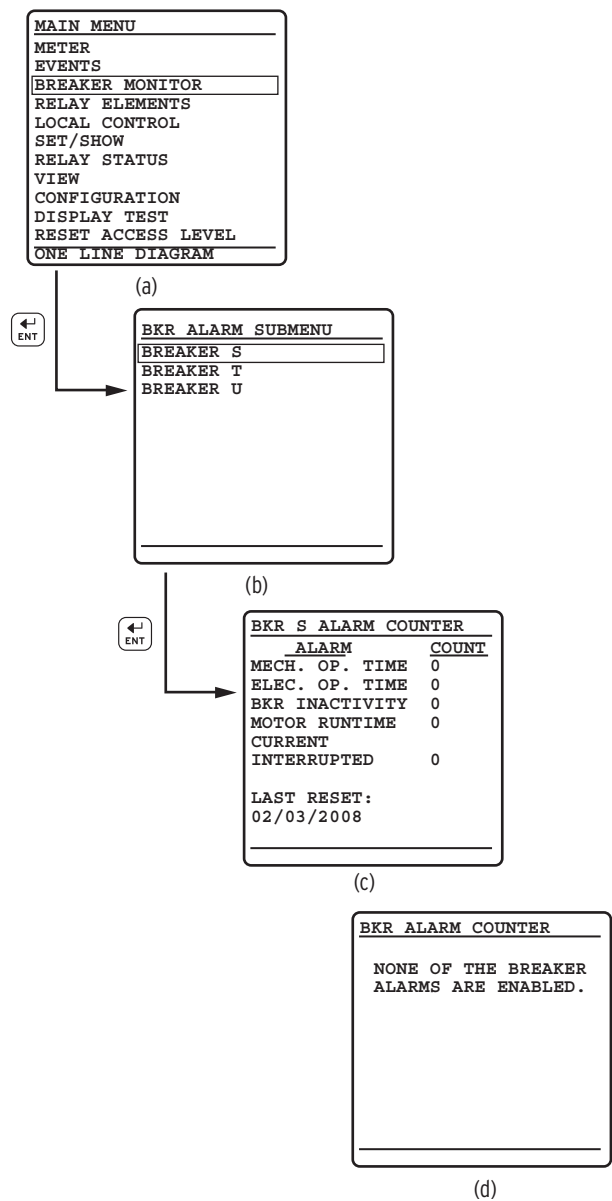 MAIN MENU
METER
EVENTS
BREAKER MONITOR
RELAY ELEMENTS
LOCAL CONTROL
SET/SHOW
RELAY STATUS
VIEW
CONFIGURATION
DISPLAY TEST
RESET ACCESS LEVEL
ONE LINE DIAGRAM
(a)
ENT
BKR ALARM SUBMENU
BREAKER S
BREAKER T
BREAKER U
(b)
ENT
BKR S ALARM COUNTER
ALARM COUNT
MECH. OP. TIME 0
ELEC. OP. TIME 0
BKR INACTIVITY 0
MOTOR RUNTIME 0
CURRENT
INTERRUPTED 0
LAST RESET:
02/03/2008
(c)
BKR ALARM COUNTER
NONE OF THE BREAKER
ALARMS ARE ENABLED.
(d)